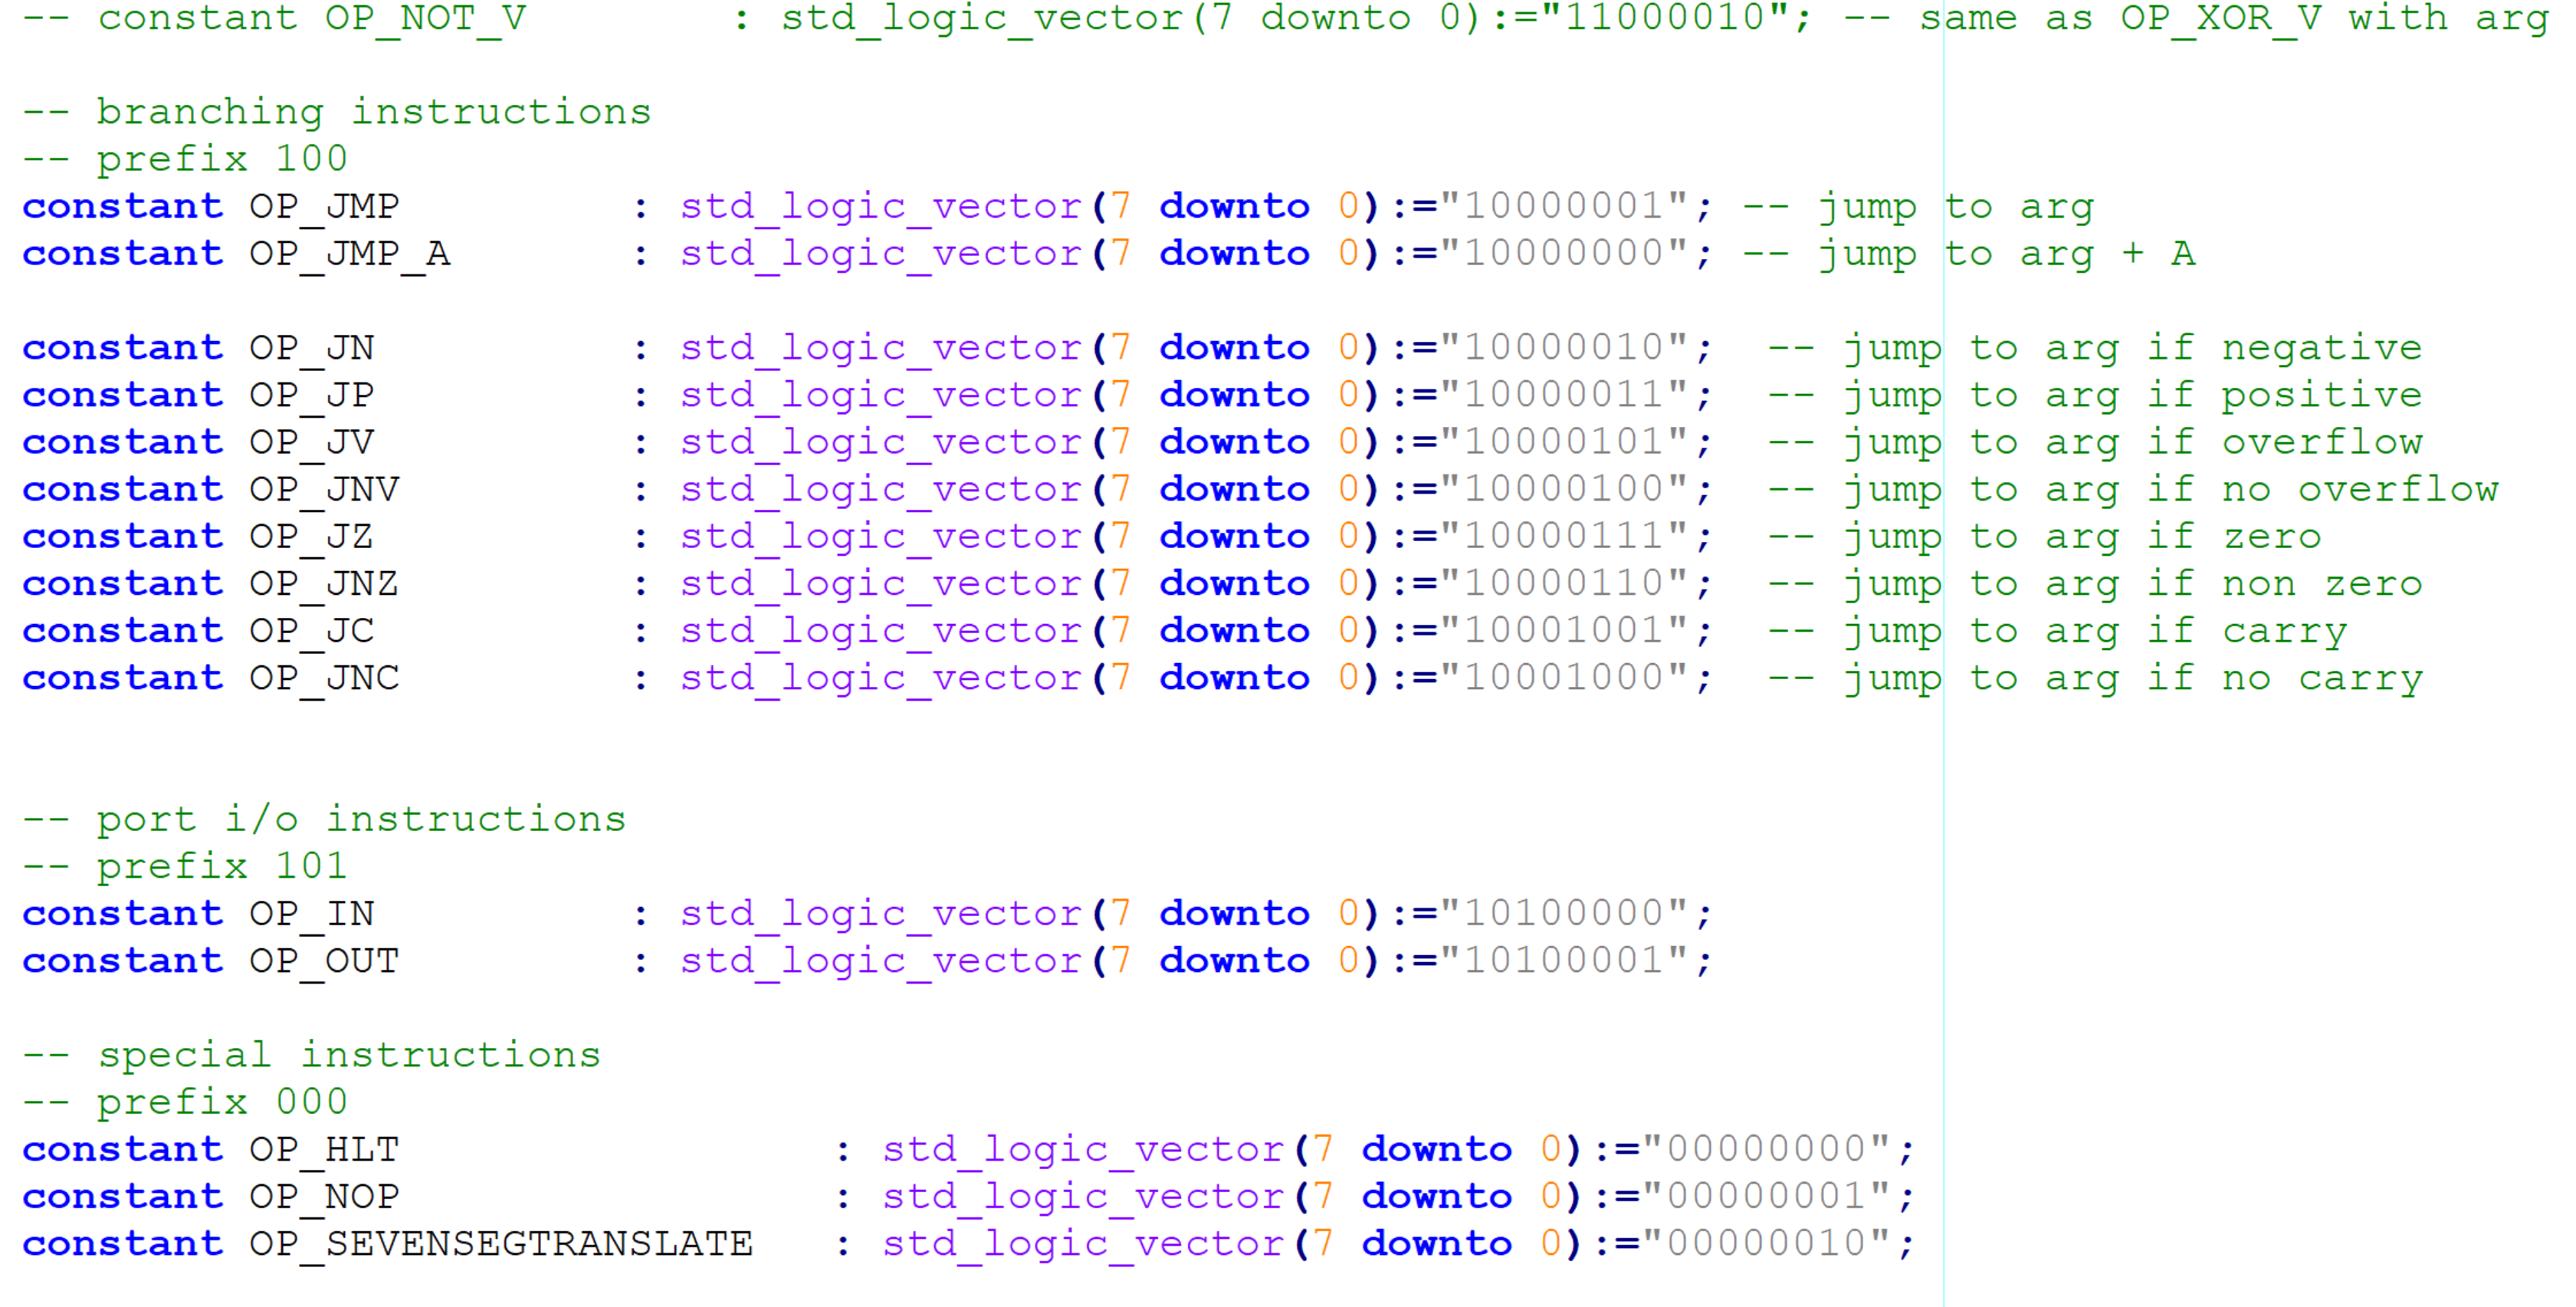 -- constant OP_NOT_V : std_logic_vector(7 downto 0):="11000010"; -- same as OP_XOR_V with arg
-- branching instructions
-- prefix 100
constant OP_JMP : std_logic_vector(7 downto 0):="10000001"; -- jump to arg
constant OP_JMP_A : std_logic_vector(7 downto 0):="10000000"; -- jump to arg + A
constant OP_JN : std_logic_vector(7 downto 0):="10000010"; -- jump to arg if negative
constant OP_JP : std_logic_vector(7 downto 0):="10000011"; -- jump to arg if positive
constant OP_JV : std_logic_vector(7 downto 0):="10000101"; -- jump to arg if overflow
constant OP_JNV : std_logic_vector(7 downto 0):="10000100"; -- jump to arg if no overflow
constant OP_JZ : std_logic_vector(7 downto 0):="10000111"; -- jump to arg if zero
constant OP_JNZ : std_logic_vector(7 downto 0):="10000110"; -- jump to arg if non zero
constant OP_JC : std_logic_vector(7 downto 0):="10001001"; -- jump to arg if carry
constant OP_JNC : std_logic_vector(7 downto 0):="10001000"; -- jump to arg if no carry
-- port i/o instructions
-- prefix 101
constant OP_IN : std_logic_vector(7 downto 0):="10100000";
constant OP_OUT : std_logic_vector(7 downto 0):="10100001";
-- special instructions
-- prefix 000
constant OP_HLT : std_logic_vector(7 downto 0):="00000000";
constant OP_NOP : std_logic_vector(7 downto 0):="00000001";
constant OP_SEVENSEGTRANSLATE : std_logic_vector(7 downto 0):="00000010";